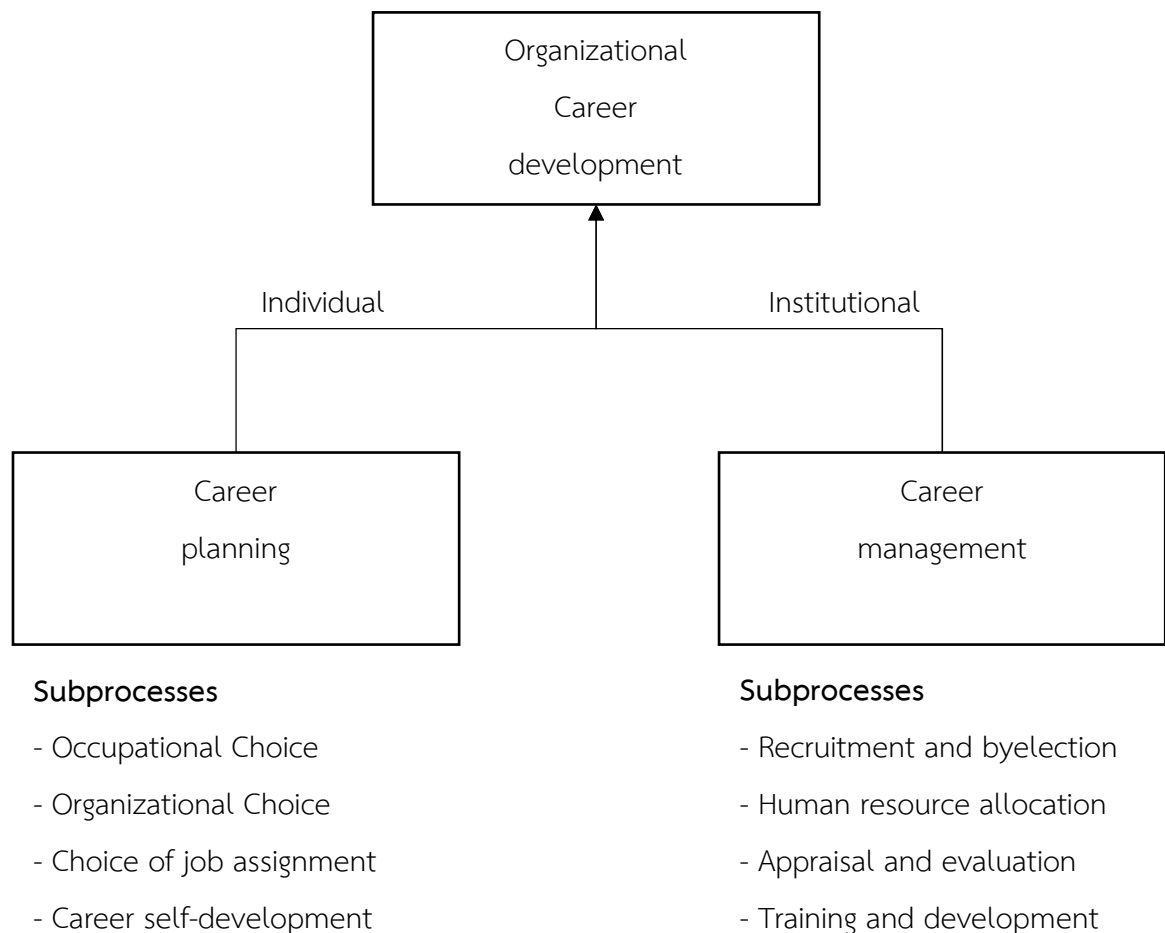 Organizational
Career
development
Individual
Institutional
Career
planning
Career
management
Subprocesses
- Occupational Choice
- Organizational Choice
- Choice of job assignment
- Career self-development
Subprocesses
- Recruitment and byelection
- Human resource allocation
- Appraisal and evaluation
- Training and development